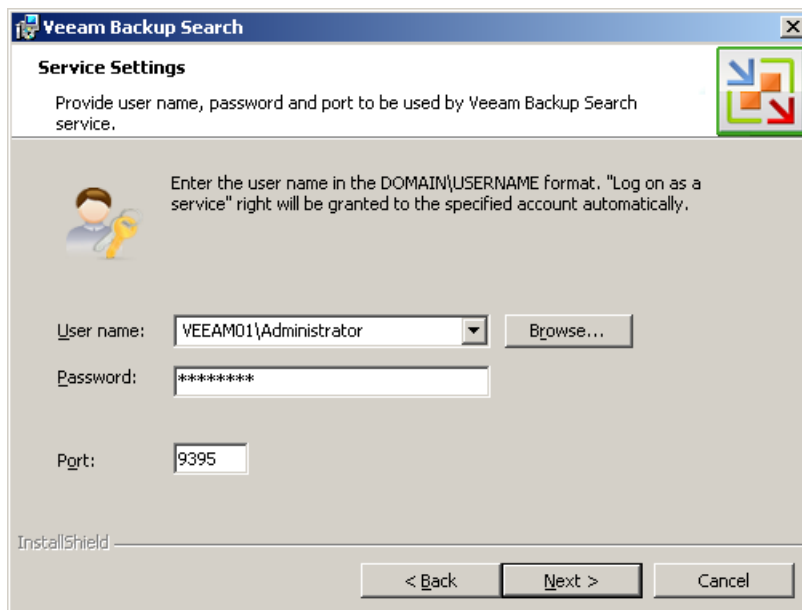 Veeam Backup Search
Service Settings
Provide user name, password and port to be used by Veeam Backup Search
service.
Enter the user name in the DOMAIN\USERNAME format. "Log on as a
service" right will be granted to the specified account automatically.
User name: VEEAM01\Administrator Browse...
Password: ********
Port: 9395
InstallShield
< Back Next > Cancel